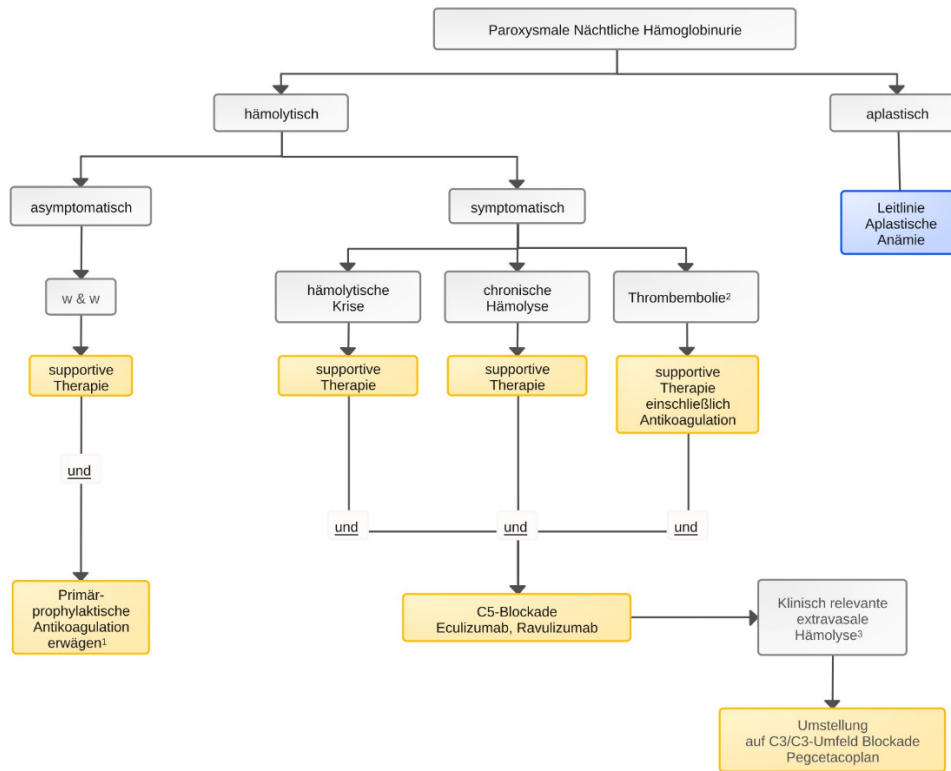 Paroxysmale Nächtliche Hämoglobinurie
hämolytisch
aplastisch
asymptomatisch
symptomatisch
Leitlinie
Aplastische
Anämie
w & w
hämolytische
Krise
chronische
Hämolyse
Thrombembolie²
supportive
Therapie
supportive
Therapie
supportive
Therapie
supportive
Therapie
einschließlich
Antikoagulation
und
und
und
und
Primär-
prophylaktische
Antikoagulation
erwägen¹
C5-Blockade
Eculizumab, Ravulizumab
Klinisch relevante
extravasale
Hämolyse³
Umstellung
auf C3/C3-Umfeld Blockade
Pegcetacoplan